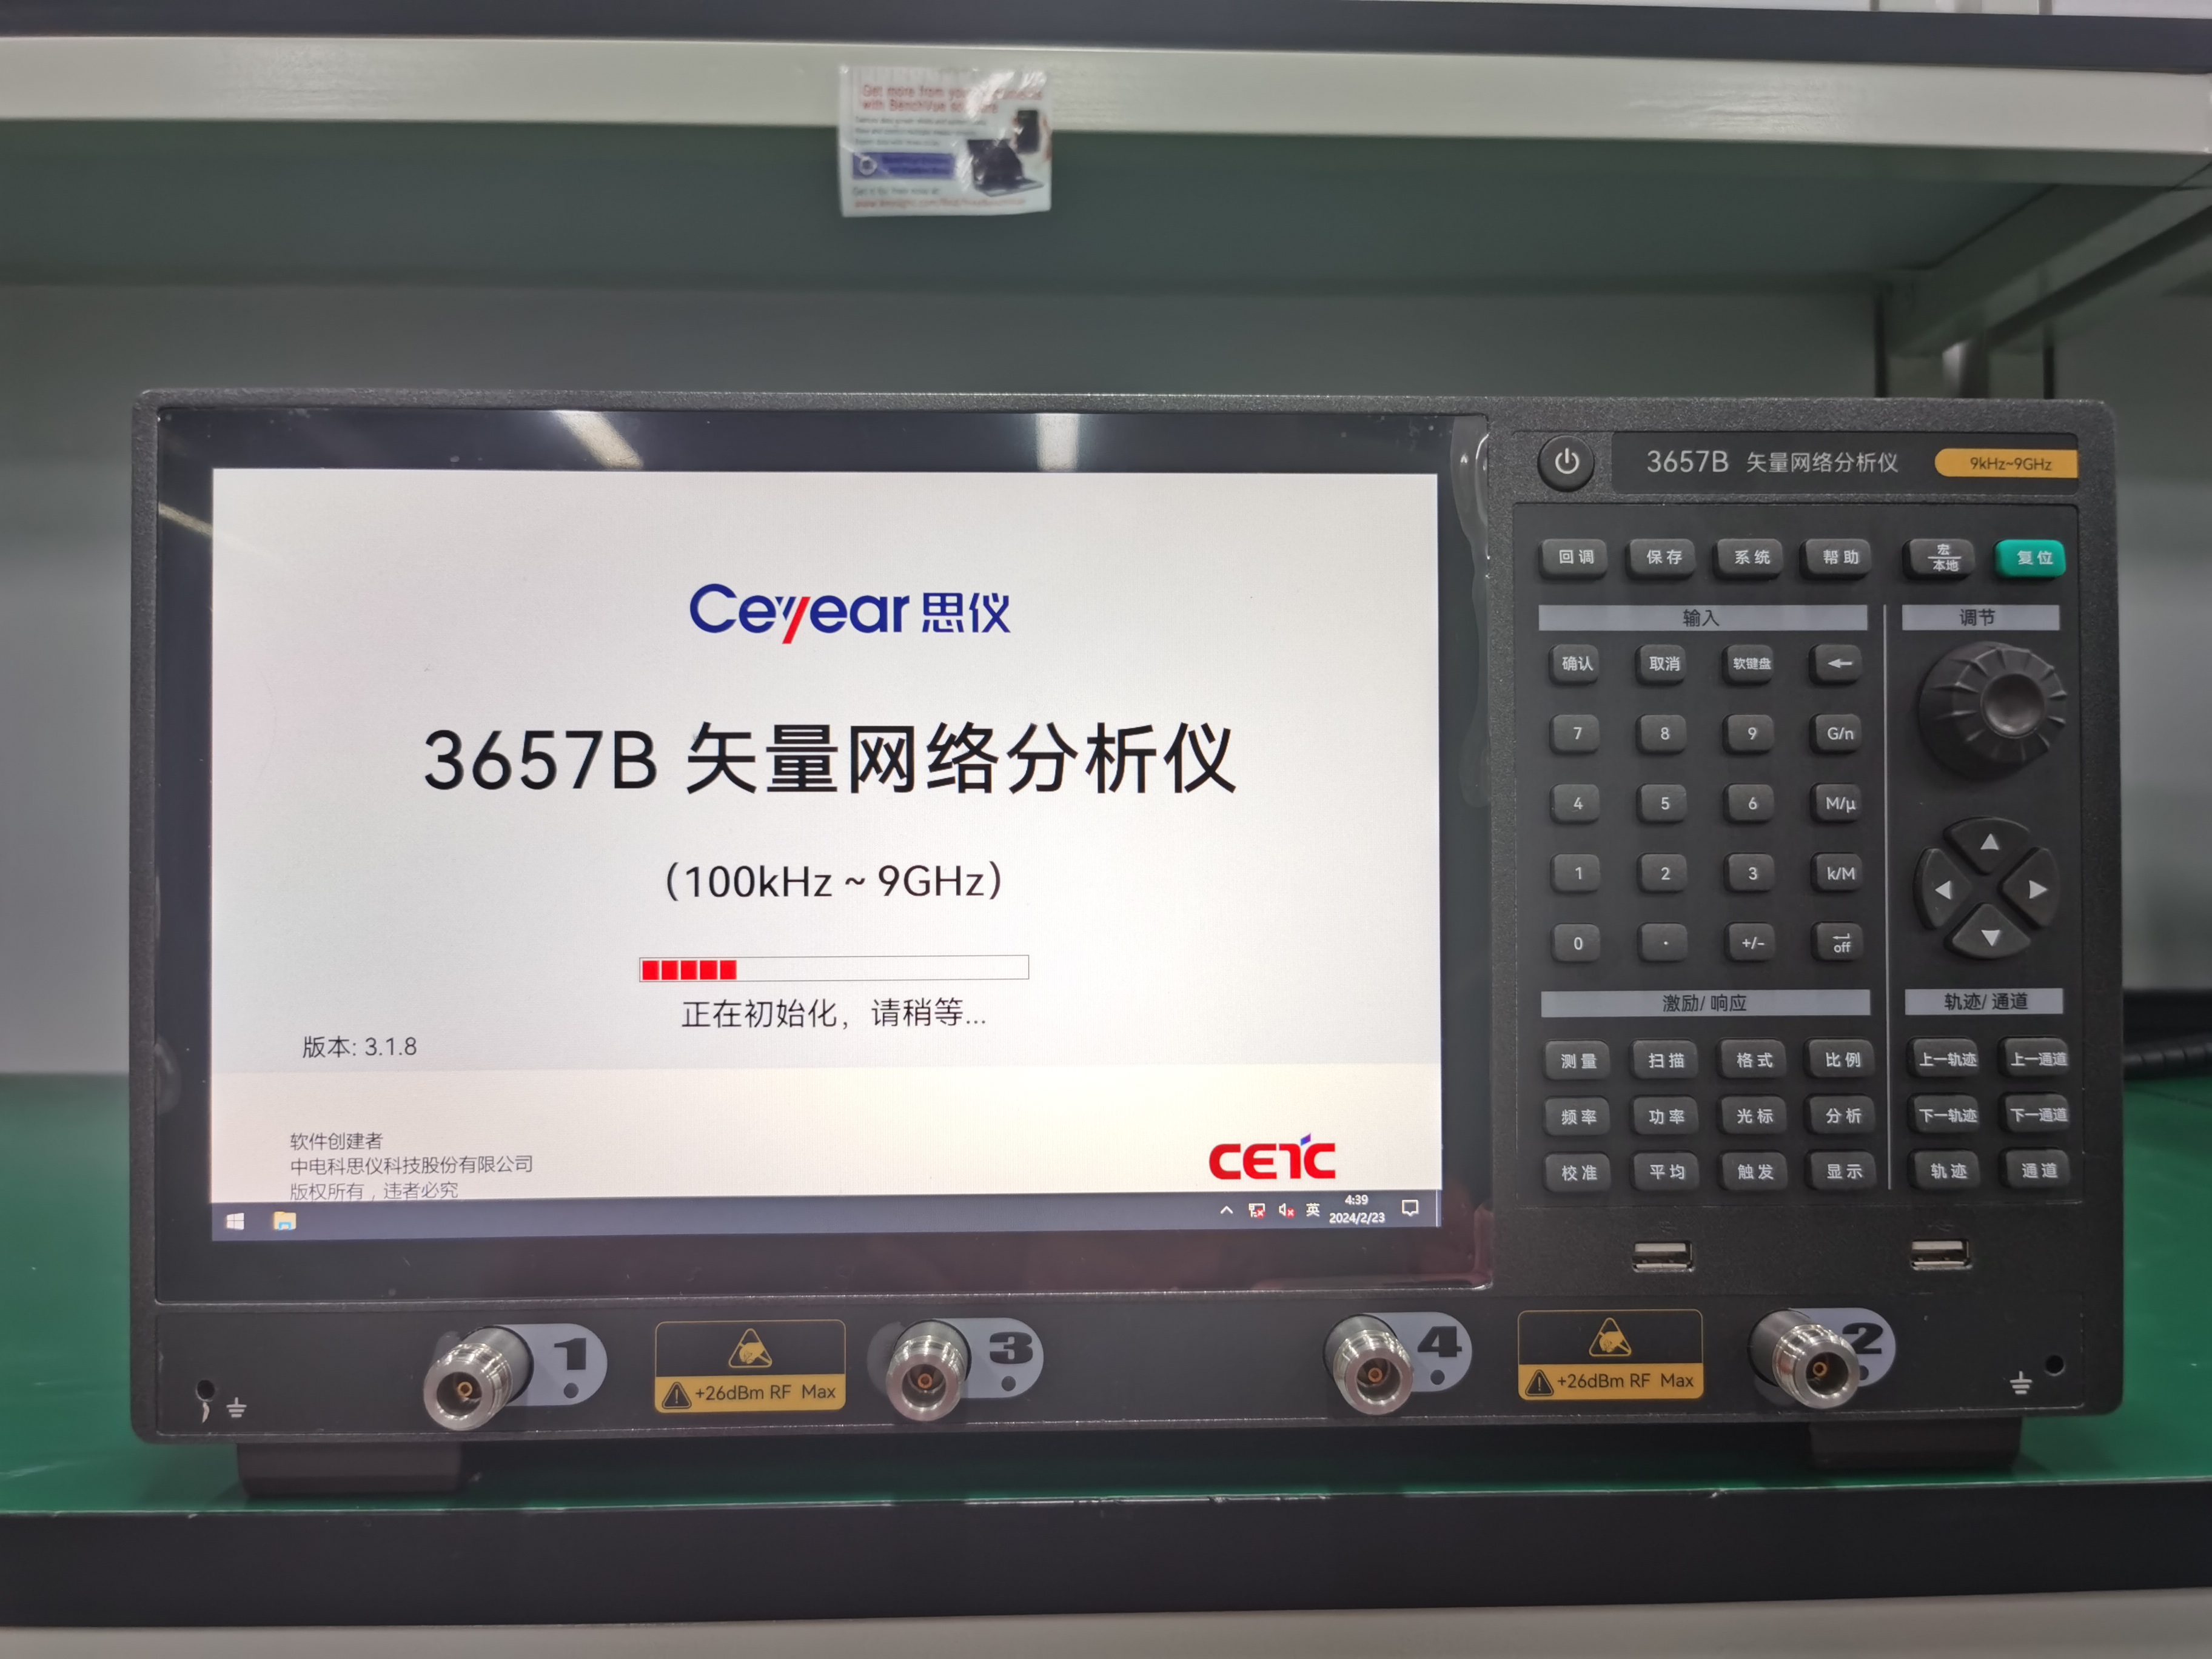 Get more from your
with BenchVue
Ceyear 思仪
3657B 矢量网络分析仪
(100kHz ~ 9GHz)
正在初始化，请稍等...
版本: 3.1.8
软件创建者
中电科思仪科技股份有限公司
版权所有，违者必究
CETC
英
4:39
2024/2/23
3657B 矢量网络分析仪 9kHz~9GHz
回调 保存 系统 帮助 宏/本地 复位
输入 调节
确认 取消 软键盘 ←
7 8 9 G/n
4 5 6 M/μ
1 2 3 k/M
0 · +/- off
激励/响应 轨迹/通道
测量 扫描 格式 比例 上一轨迹 上一通道
频率 功率 光标 分析 下一轨迹 下一通道
校准 平均 触发 显示 轨迹 通道
1 3 4 2
+26dBm RF Max +26dBm RF Max